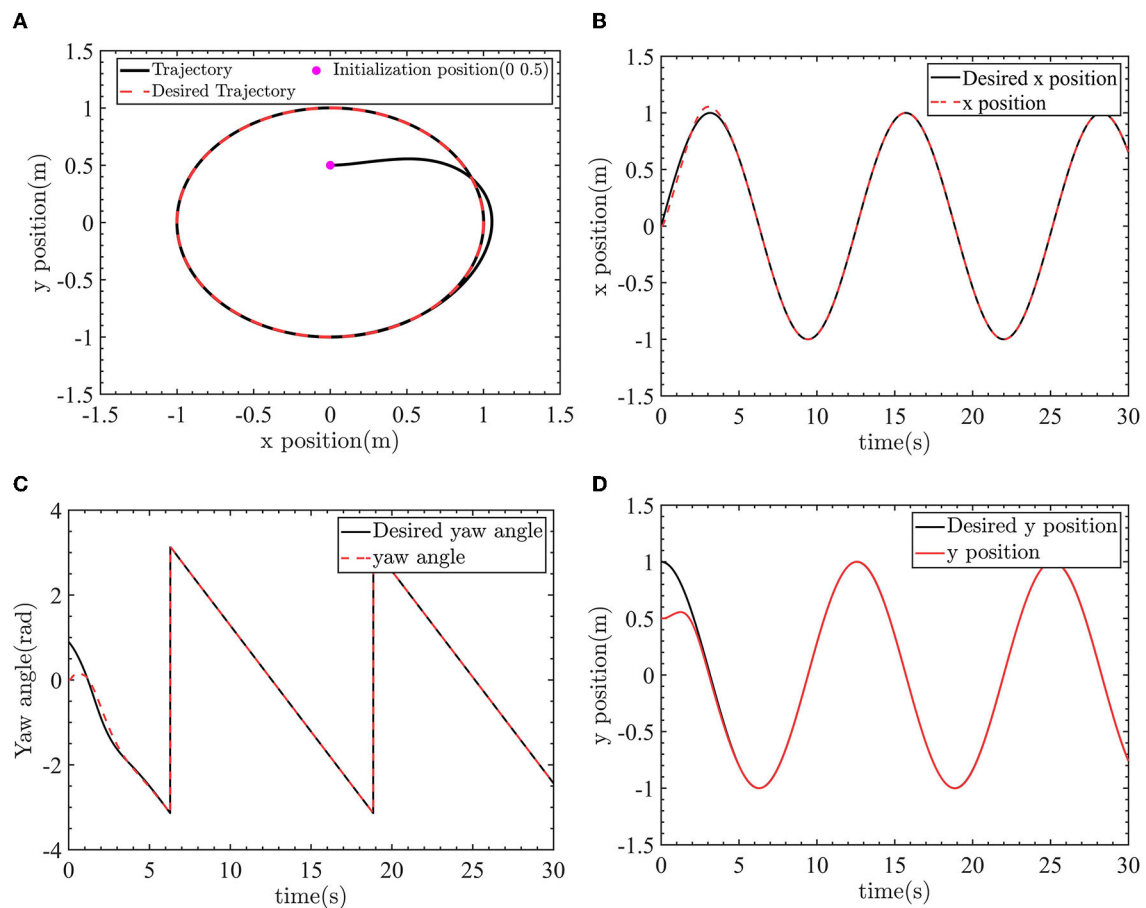 A
1.5
1
0.5
0
-0.5
-1
-1.5
-1.5
-1
-0.5
0
0.5
1
1.5
y position(m)
x position(m)
Trajectory
Initialization position(0 0.5)
Desired Trajectory
B
1.5
1
0.5
0
-0.5
-1
-1.5
0
5
10
15
20
25
30
x position(m)
time(s)
Desired x position
x position
C
4
2
0
-2
-4
0
5
10
15
20
25
30
Yaw angle(rad)
time(s)
Desired yaw angle
yaw angle
D
1.5
1
0.5
0
-0.5
-1
-1.5
0
5
10
15
20
25
30
y position(m)
time(s)
Desired y position
y position